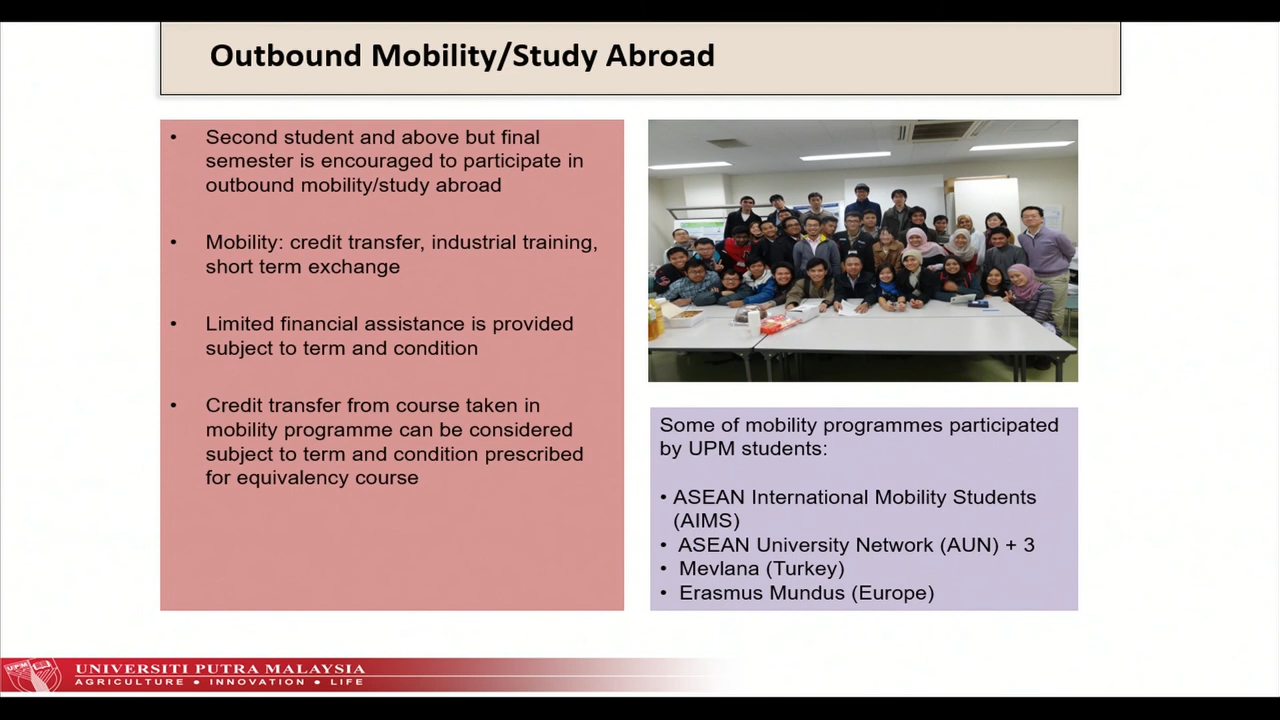 Outbound Mobility/Study Abroad
• Second student and above but final
semester is encouraged to participate in
outbound mobility/study abroad
• Mobility: credit transfer, industrial training,
short term exchange
• Limited financial assistance is provided
subject to term and condition
• Credit transfer from course taken in
mobility programme can be considered
subject to term and condition prescribed
for equivalency course
Some of mobility programmes participated
by UPM students:
• ASEAN International Mobility Students
(AIMS)
• ASEAN University Network (AUN) + 3
• Mevlana (Turkey)
• Erasmus Mundus (Europe)
UPM
UNIVERSITI PUTRA MALAYSIA
AGRICULTURE • INNOVATION • LIFE